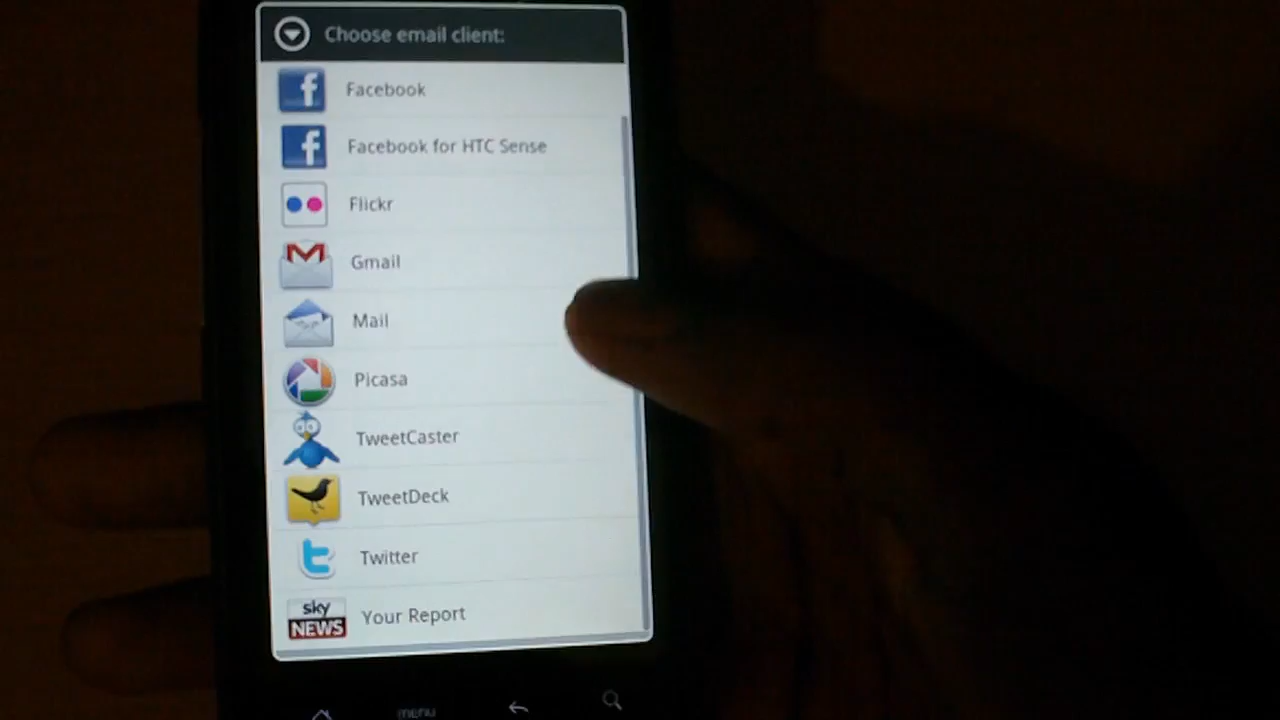 Choose email client:
f Facebook
f Facebook for HTC Sense
Flickr
Gmail
Mail
Picasa
TweetCaster
TweetDeck
t Twitter
sky NEWS Your Report
menu